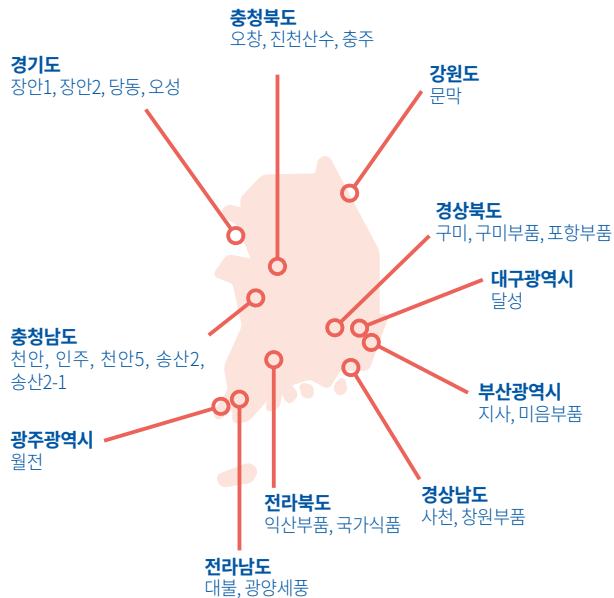 충청북도
오창, 진천산수, 충주
경기도
장안1, 장안2, 당동, 오성
강원도
문막
경상북도
구미, 구미부품, 포항부품
대구광역시
달성
충청남도
천안, 인주, 천안5, 송산2,
송산2-1
부산광역시
지사, 미음부품
광주광역시
월전
경상남도
사천, 창원부품
전라북도
익산부품, 국가식품
전라남도
대불, 광양세풍